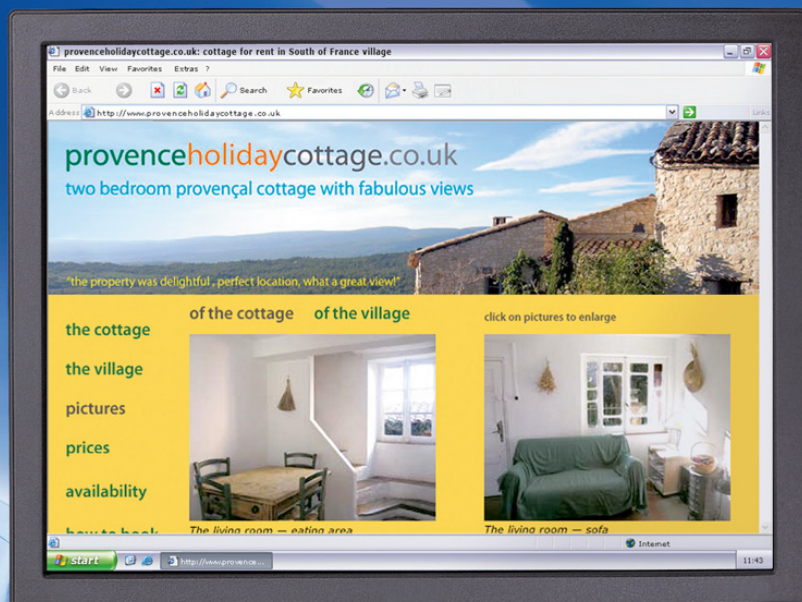 provenceholidaycottage.co.uk: cottage for rent in South of France village
File Edit View Favorites Extras ?
Back Search Favorites
Address http://www.provenceholidaycottage.co.uk Links
provenceholidaycottage.co.uk
two bedroom provençal cottage with fabulous views
"the property was delightful , perfect location, what a great view!"
of the cottage of the village
click on pictures to enlarge
the cottage
the village
pictures
prices
availability
how to book
The living room — eating area
The living room — sofa
Internet
start http://www.provence... 11:43